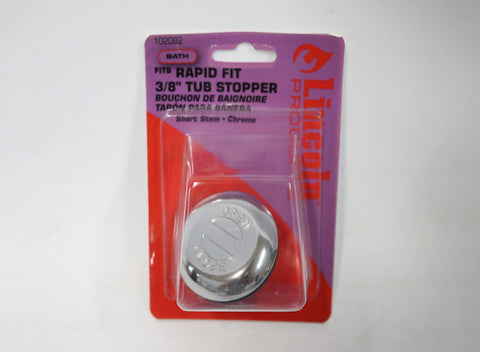 102082
BATH
FITS RAPID FIT
3/8" TUB STOPPER
BOUCHON DE BAIGNOIRE
TAPÓN PARA BAÑERA
Short Stem • Chrome
Lincoln
OPEN